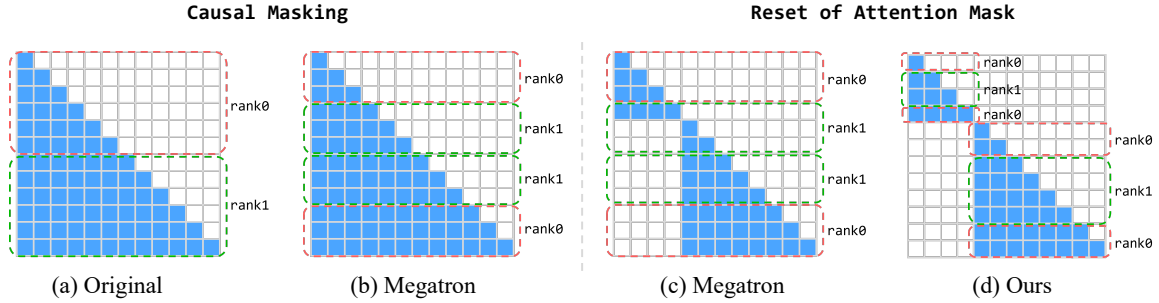 Causal Masking
Reset of Attention Mask
rank0
rank1
(a) Original
rank0
rank1
rank1
rank0
(b) Megatron
rank0
rank1
rank1
rank0
(c) Megatron
rank0
rank1
rank0
rank0
rank1
rank0
(d) Ours